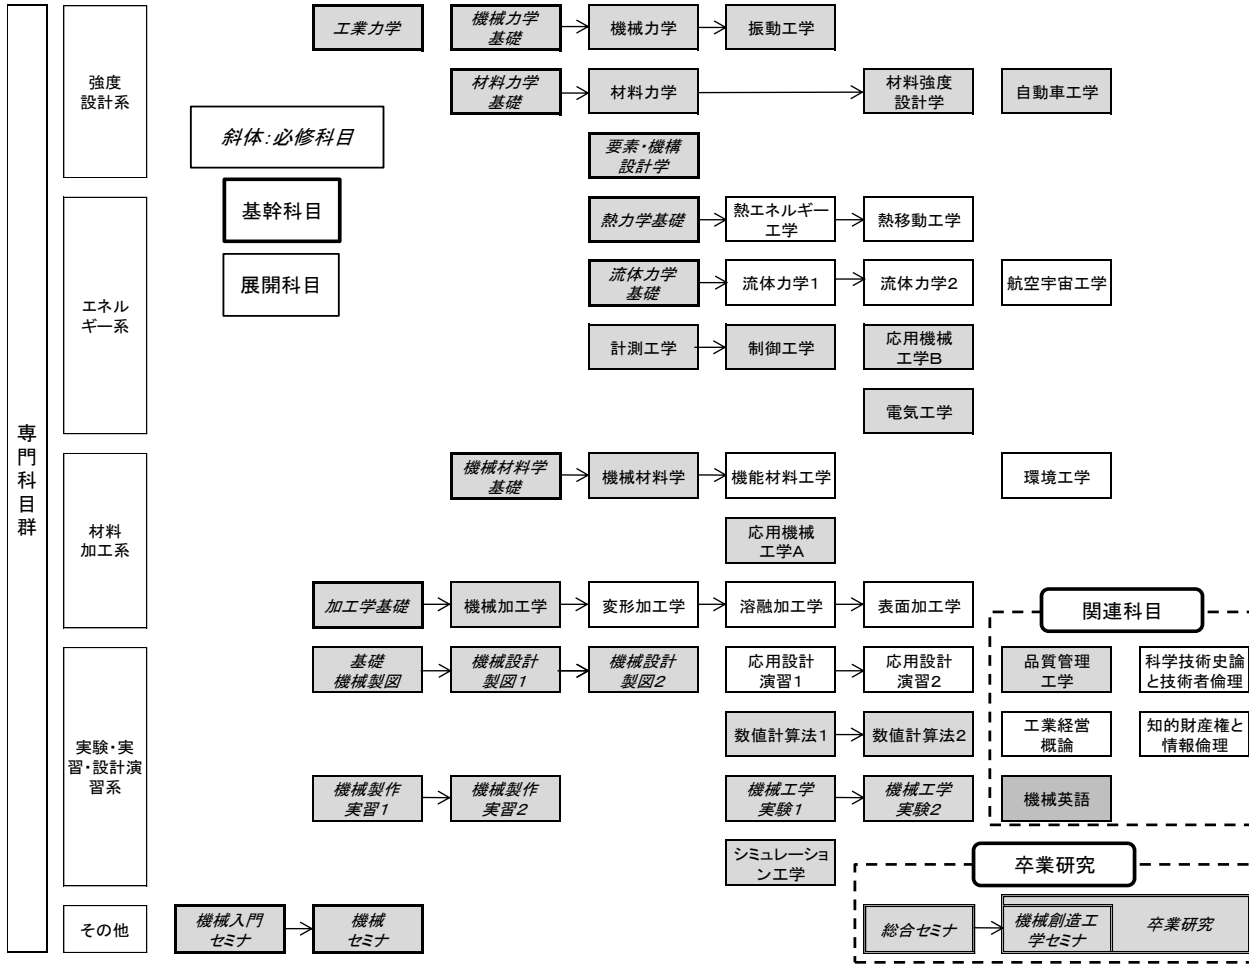 専門科目群
強度
設計系
斜体：必修科目
基幹科目
展開科目
工業力学
機械力学
基礎
機械力学
振動工学
材料力学
基礎
材料力学
材料強度
設計学
自動車工学
要素・機構
設計学
エネル
ギー系
熱力学基礎
熱エネルギー
工学
熱移動工学
流体力学
基礎
流体力学1
流体力学2
航空宇宙工学
計測工学
制御工学
応用機械
工学B
電気工学
材料
加工系
機械材料学
基礎
機械材料学
機能材料工学
環境工学
応用機械
工学A
加工学基礎
機械加工学
変形加工学
溶融加工学
表面加工学
実験・実
習・設計演
習系
基礎
機械製図
機械設計
製図1
機械設計
製図2
応用設計
演習1
応用設計
演習2
数値計算法1
数値計算法2
機械製作
実習1
機械製作
実習2
機械工学
実験1
機械工学
実験2
シミュレーショ
ン工学
関連科目
品質管理
工学
科学技術史論
と技術者倫理
工業経営
概論
知的財産権と
情報倫理
機械英語
その他
機械入門
セミナ
機械
セミナ
卒業研究
総合セミナ
機械創造工
学セミナ
卒業研究